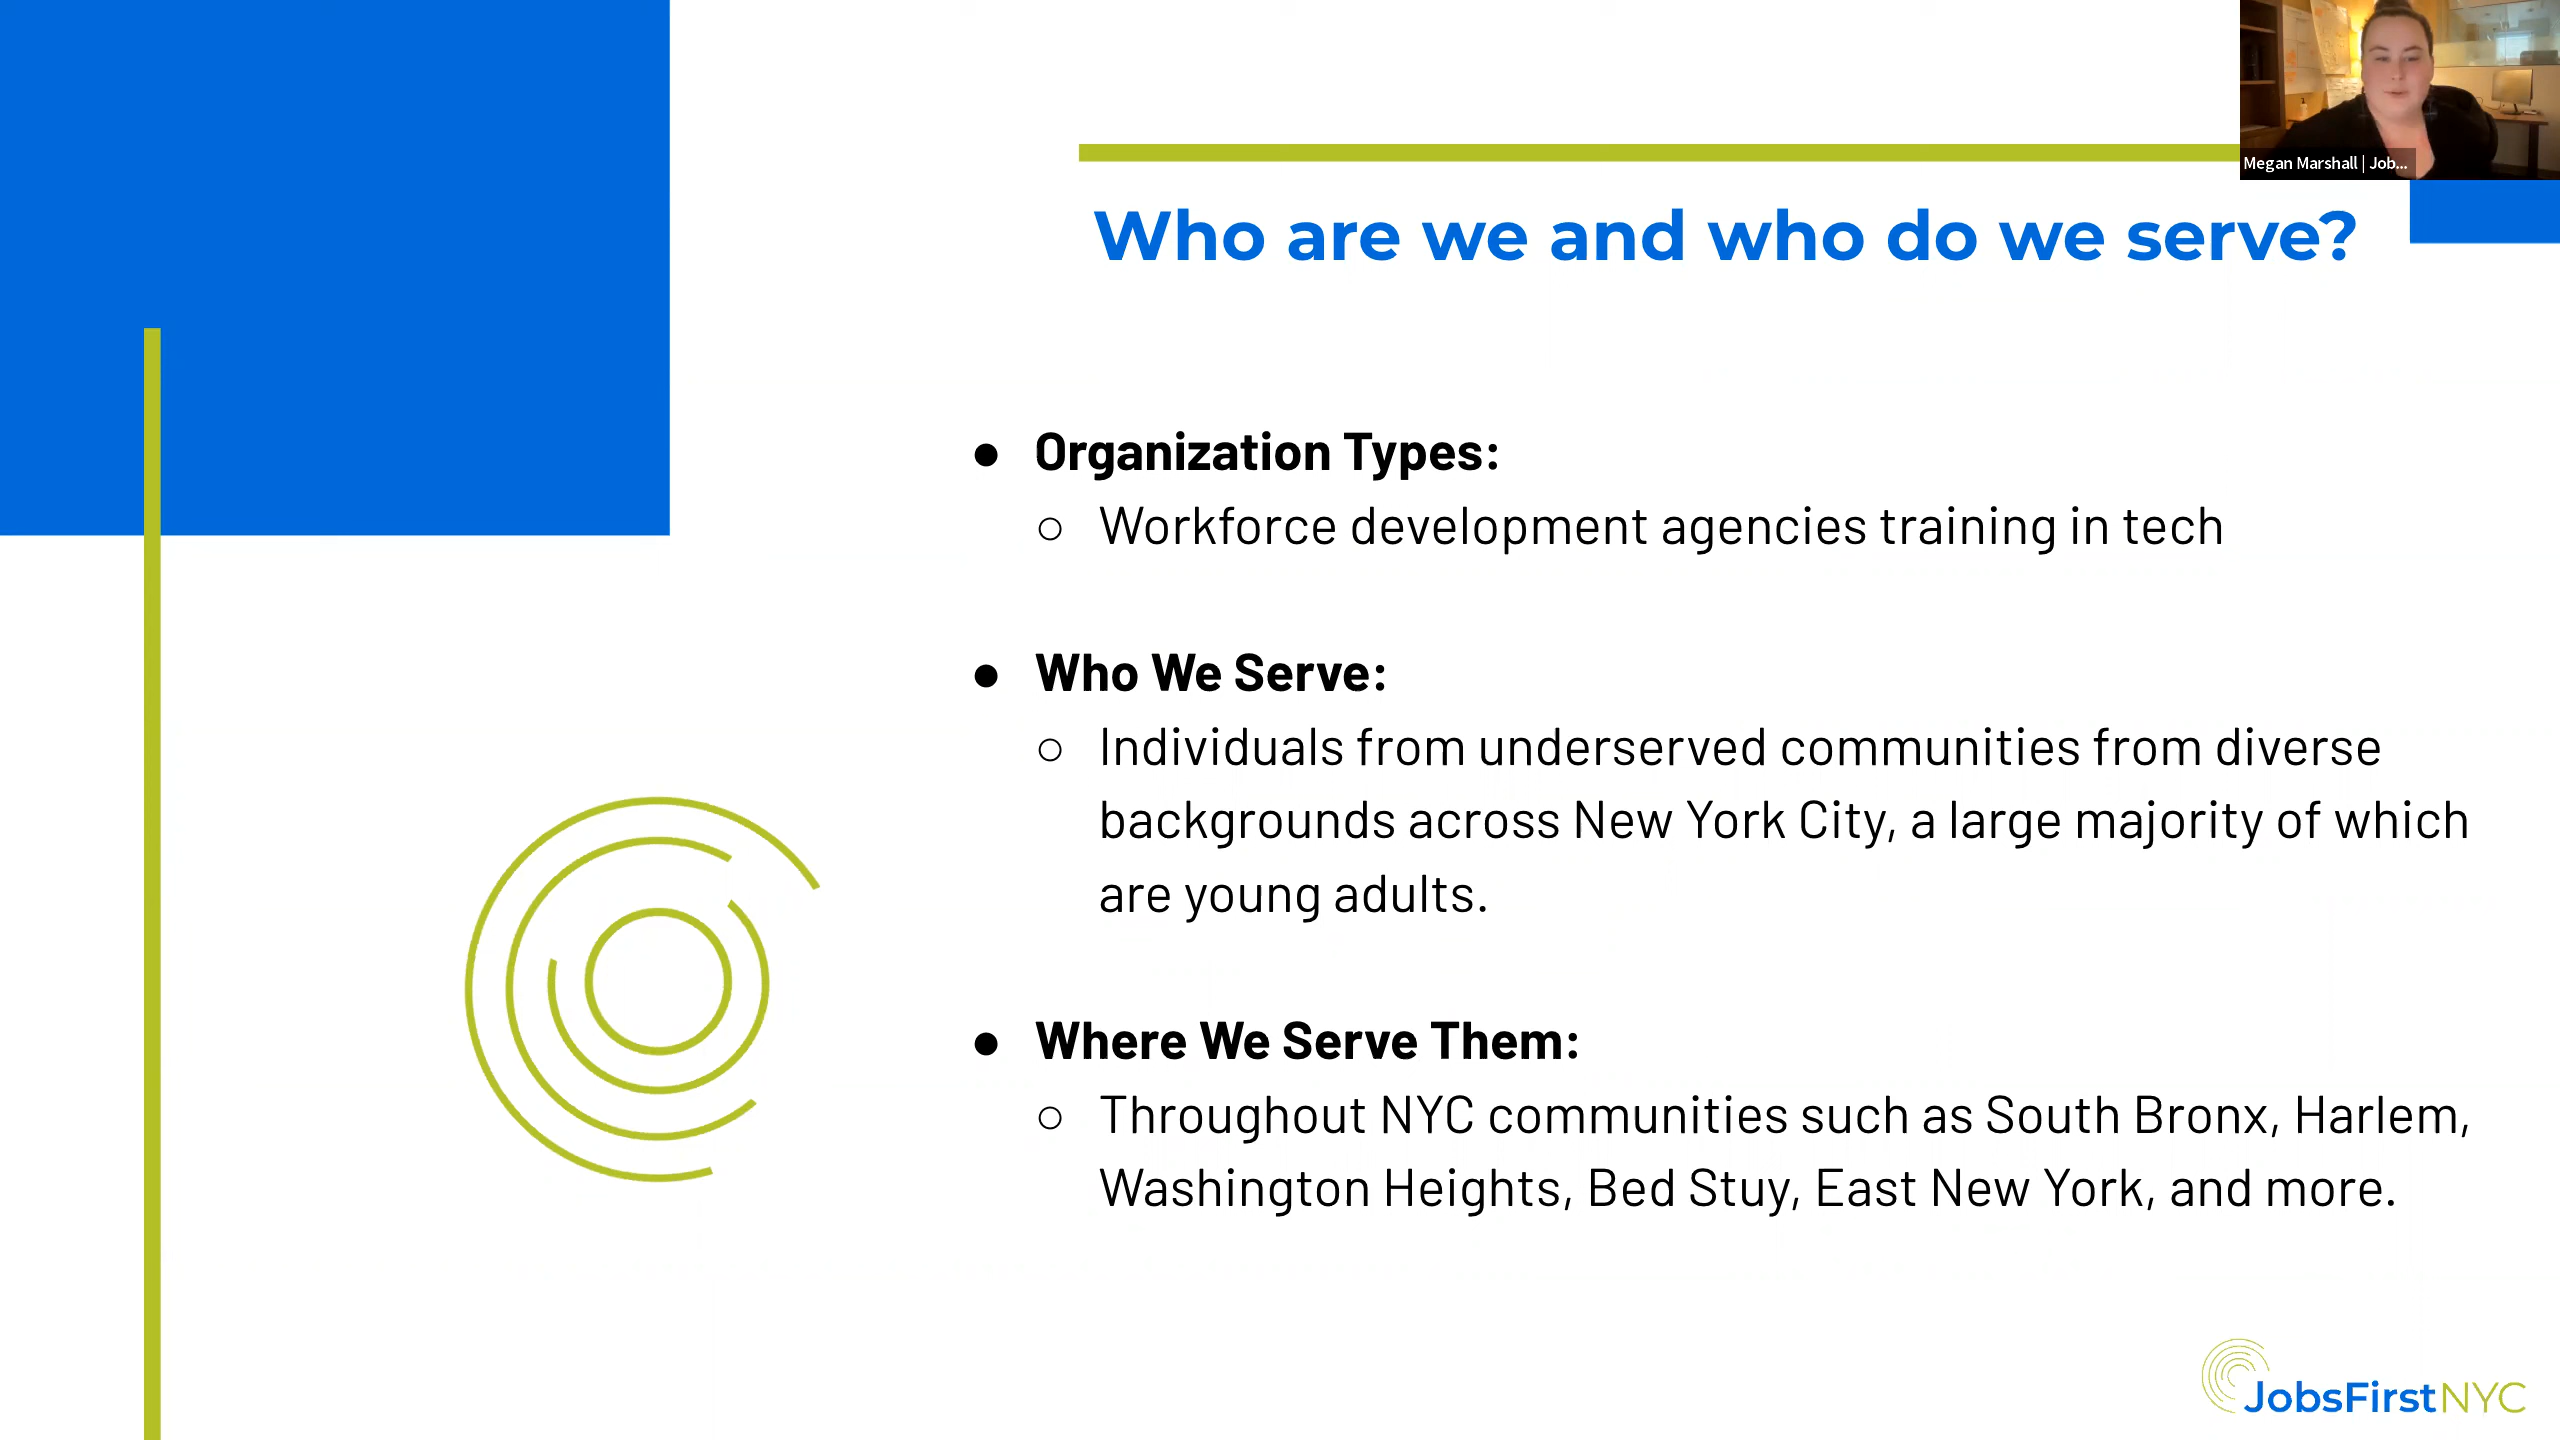 Megan Marshall | Job...
Who are we and who do we serve?
● Organization Types:
○ Workforce development agencies training in tech
● Who We Serve:
○ Individuals from underserved communities from diverse
backgrounds across New York City, a large majority of which
are young adults.
● Where We Serve Them:
○ Throughout NYC communities such as South Bronx, Harlem,
Washington Heights, Bed Stuy, East New York, and more.
JobsFirstNYC